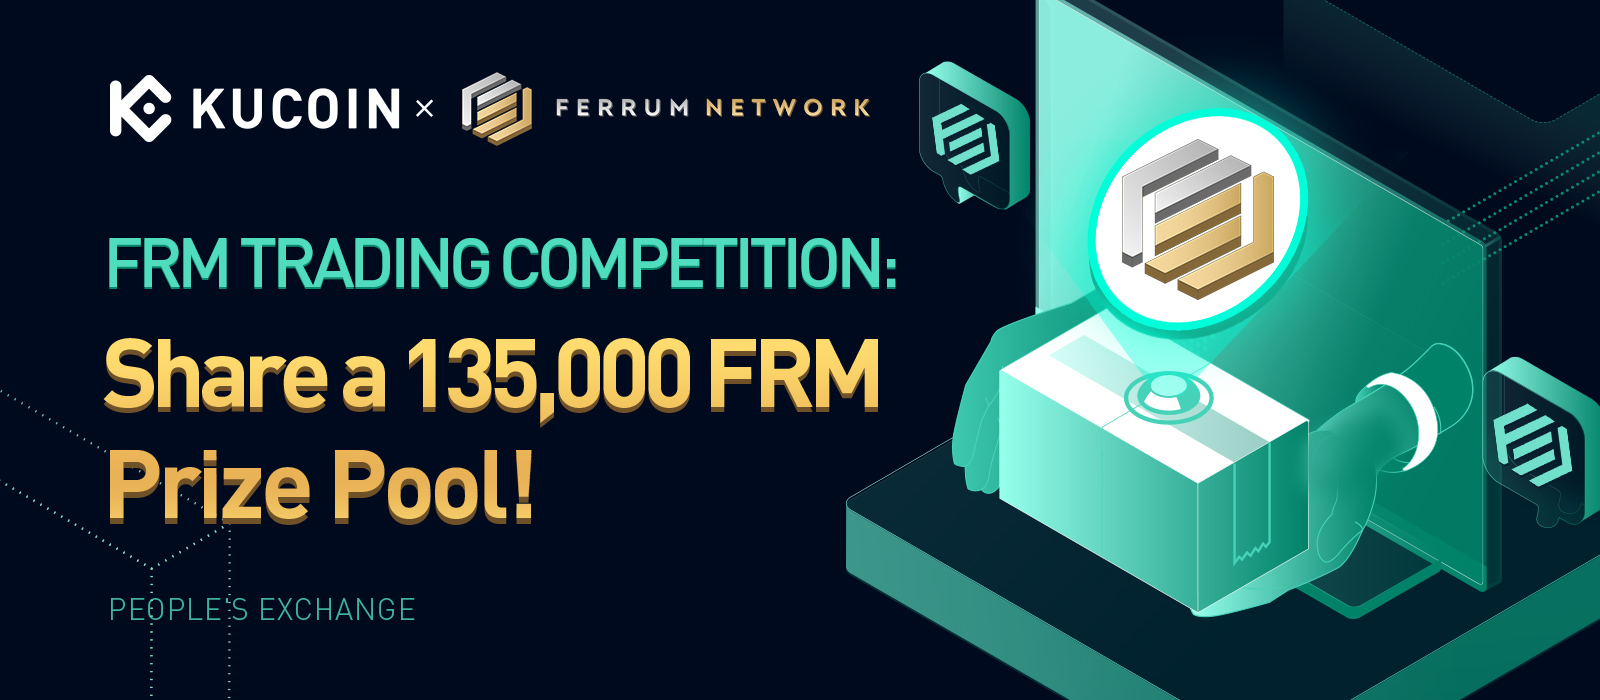 KUCOIN × FERRUM NETWORK
FRM TRADING COMPETITION:
Share a 135,000 FRM
Prize Pool!
PEOPLE'S EXCHANGE